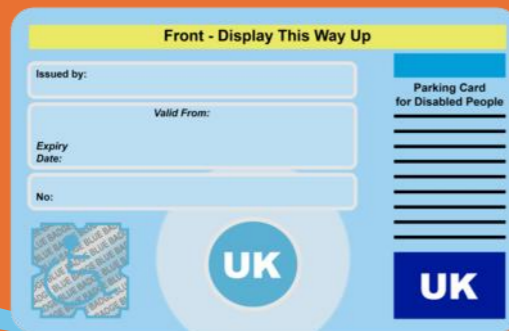 Front - Display This Way Up
Issued by:
Valid From:
Expiry
Date:
No:
UK
Parking Card
for Disabled People
UK